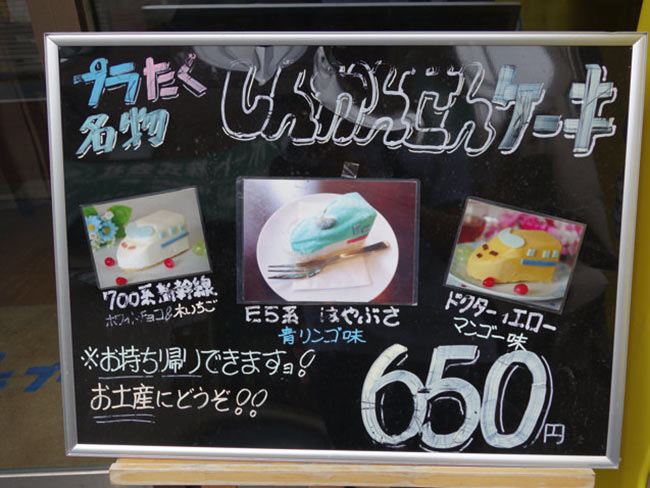 プラたく
名物
しんかんせんケーキ
700系新幹線
ホワイトチョコ&木いちご
E5系 はやぶさ
青リンゴ味
ドクターイエロー
マンゴー味
※お持ち帰りできますョ!
お土産にどうぞ!!
650円